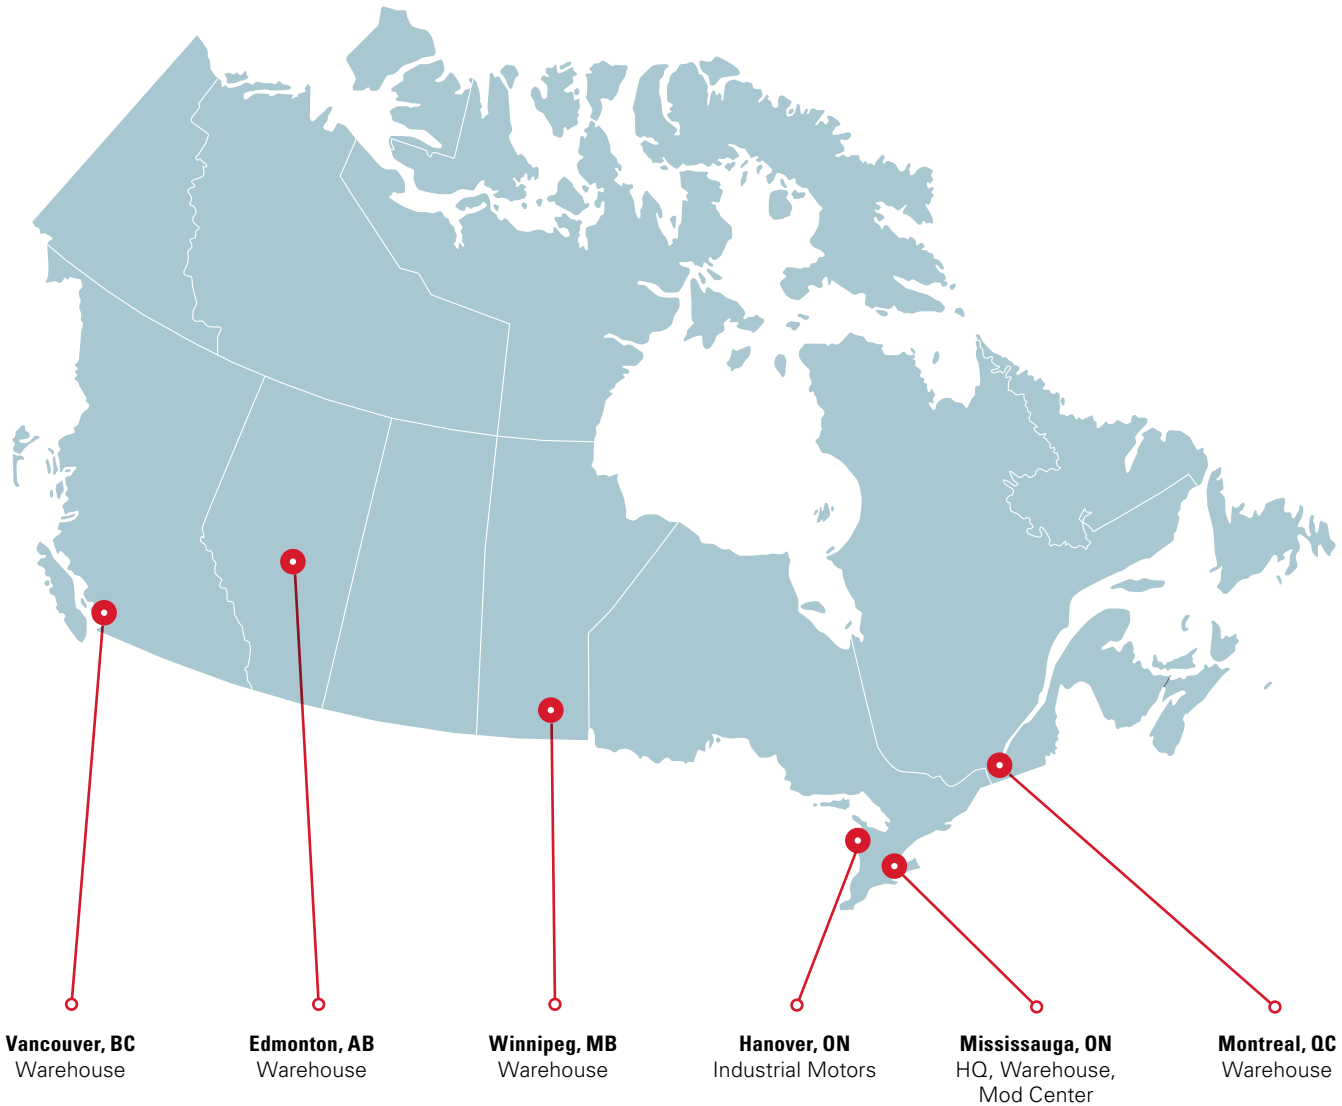 Vancouver, BC
Warehouse
Edmonton, AB
Warehouse
Winnipeg, MB
Warehouse
Hanover, ON
Industrial Motors
Mississauga, ON
HQ, Warehouse,
Mod Center
Montreal, QC
Warehouse